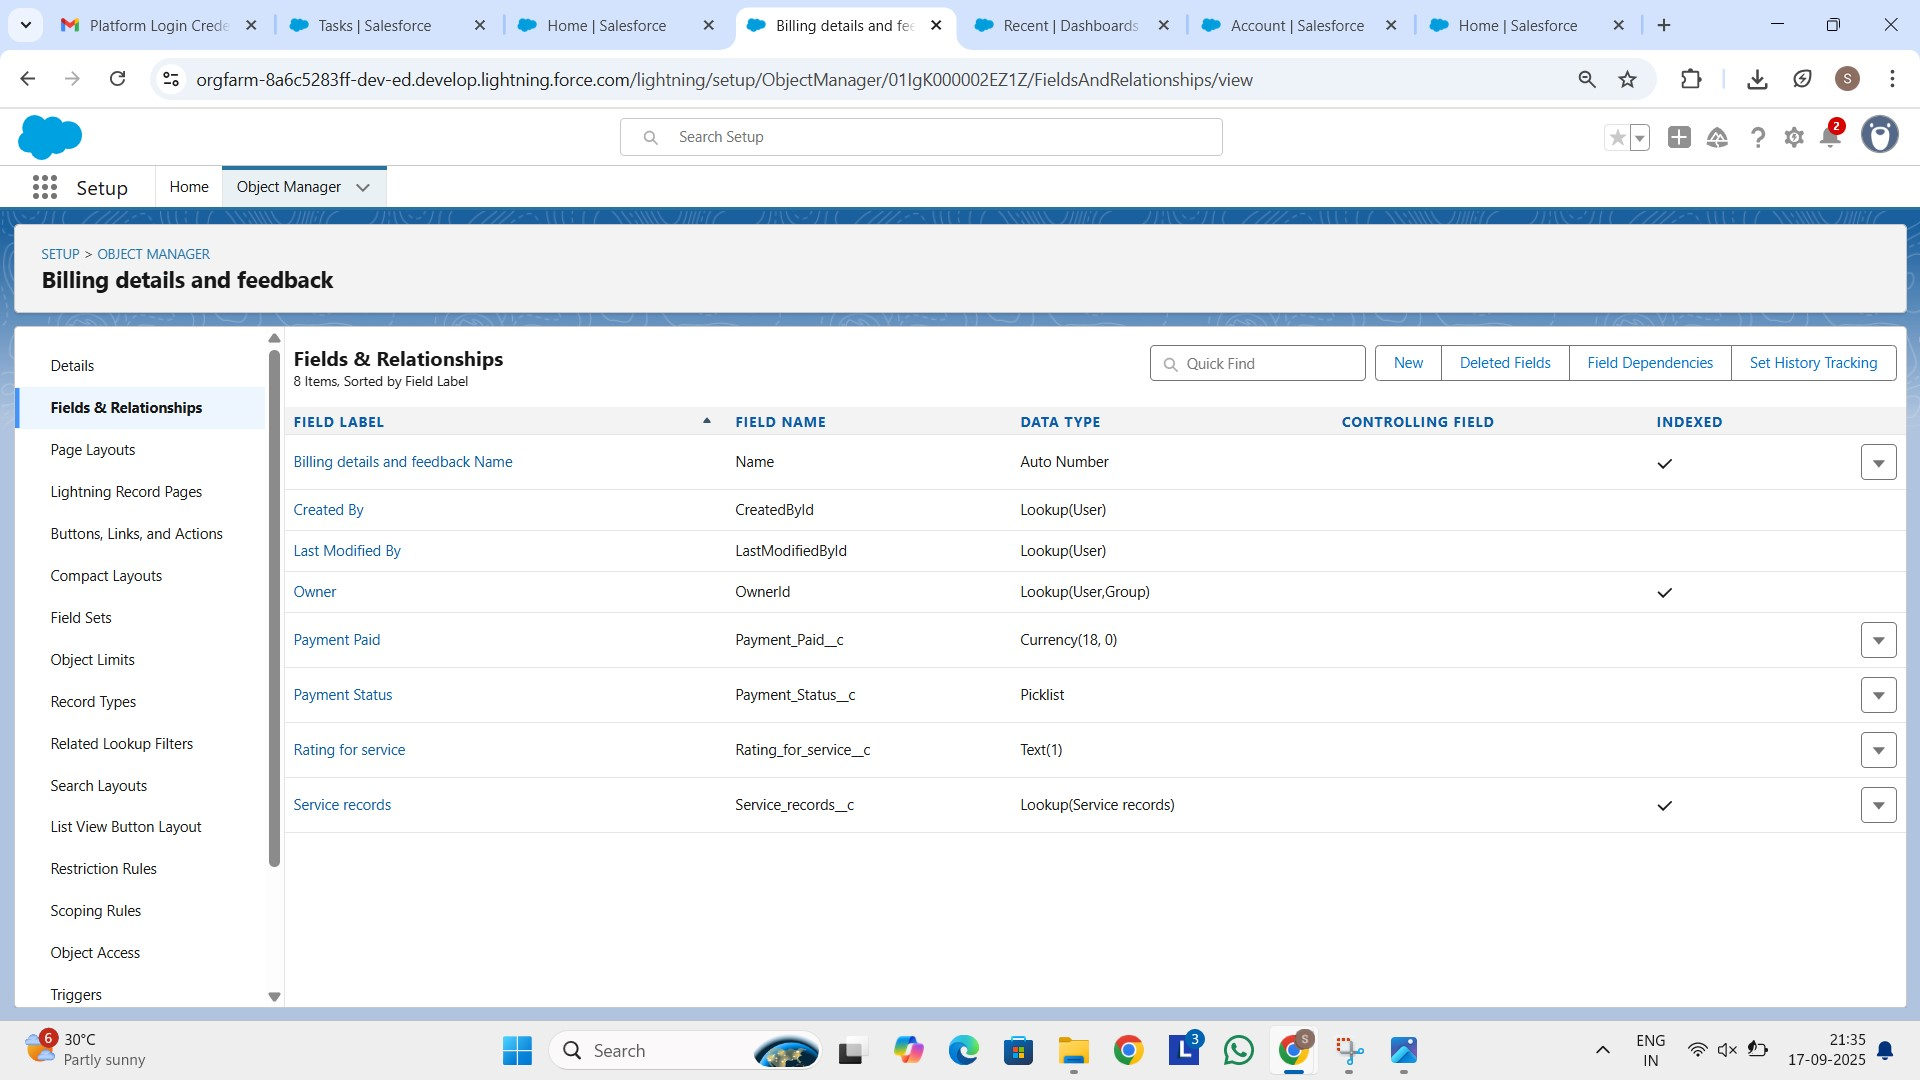 Platform Login Crede
Tasks | Salesforce
Home | Salesforce
Billing details and fee
Recent | Dashboards
Account | Salesforce
Home | Salesforce
orgfarm-8a6c5283ff-dev-ed.develop.lightning.force.com/lightning/setup/ObjectManager/01IgK000002EZ1Z/FieldsAndRelationships/view
S
Search Setup
2
Setup
Home
Object Manager
SETUP > OBJECT MANAGER
Billing details and feedback
Details
Fields & Relationships
Page Layouts
Lightning Record Pages
Buttons, Links, and Actions
Compact Layouts
Field Sets
Object Limits
Record Types
Related Lookup Filters
Search Layouts
List View Button Layout
Restriction Rules
Scoping Rules
Object Access
Triggers
Fields & Relationships
8 Items, Sorted by Field Label
Quick Find
New
Deleted Fields
Field Dependencies
Set History Tracking
FIELD LABEL FIELD NAME DATA TYPE CONTROLLING FIELD INDEXED
Billing details and feedback Name Name Auto Number
Created By CreatedById Lookup(User)
Last Modified By LastModifiedById Lookup(User)
Owner OwnerId Lookup(User,Group)
Payment Paid Payment_Paid__c Currency(18, 0)
Payment Status Payment_Status__c Picklist
Rating for service Rating_for_service__c Text(1)
Service records Service_records__c Lookup(Service records)
6
30°C
Partly sunny
Search
L
3
S
ENG
IN
21:35
17-09-2025